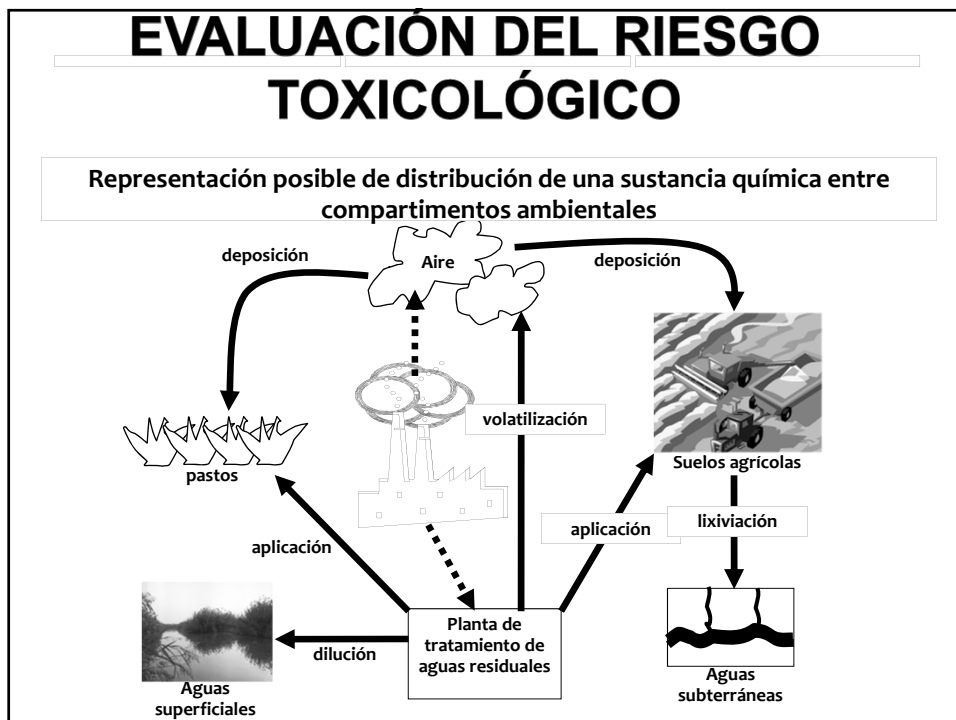 EVALUACIÓN DEL RIESGO
TOXICOLÓGICO
Representación posible de distribución de una sustancia química entre
compartimentos ambientales
deposición
Aire
deposición
volatilización
pastos
Suelos agrícolas
aplicación
aplicación
lixiviación
Planta de
tratamiento de
aguas residuales
dilución
Aguas
superficiales
Aguas
subterráneas